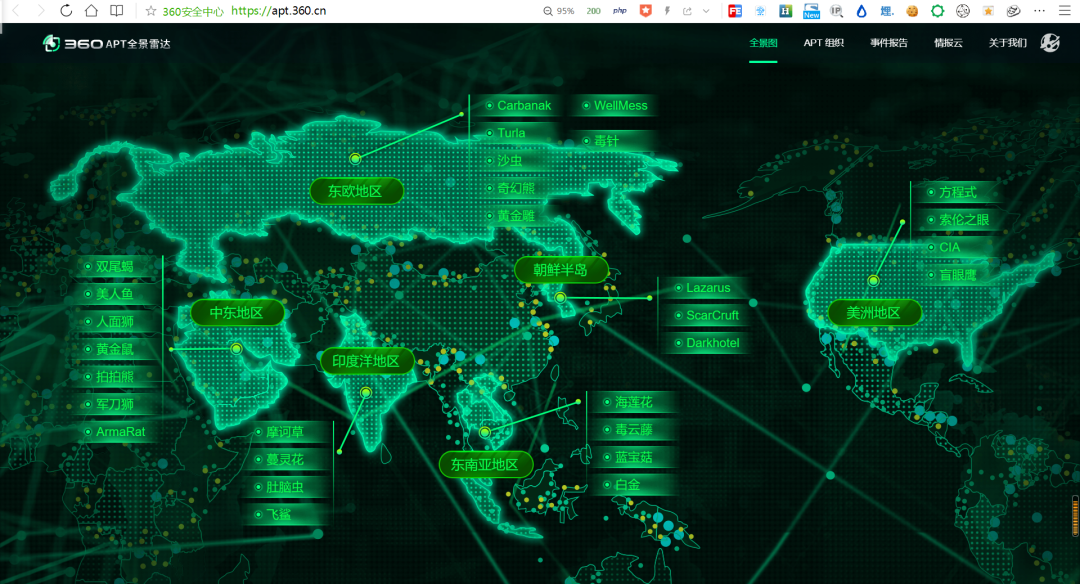 360安全中心 https://apt.360.cn
95%
200
php
FE
H
New
IP
埋.
360 APT全景雷达
全景图 APT 组织 事件报告 情报云 关于我们
Carbanak
Turla
沙虫
奇幻熊
黄金雕
WellMess
毒针
东欧地区
方程式
索伦之眼
CIA
盲眼鹰
美洲地区
双尾蝎
美人鱼
人面狮
黄金鼠
拍拍熊
军刀狮
ArmaRat
中东地区
朝鲜半岛
Lazarus
ScarCruft
Darkhotel
印度洋地区
摩诃草
蔓灵花
肚脑虫
飞鲨
东南亚地区
海莲花
毒云藤
蓝宝菇
白金